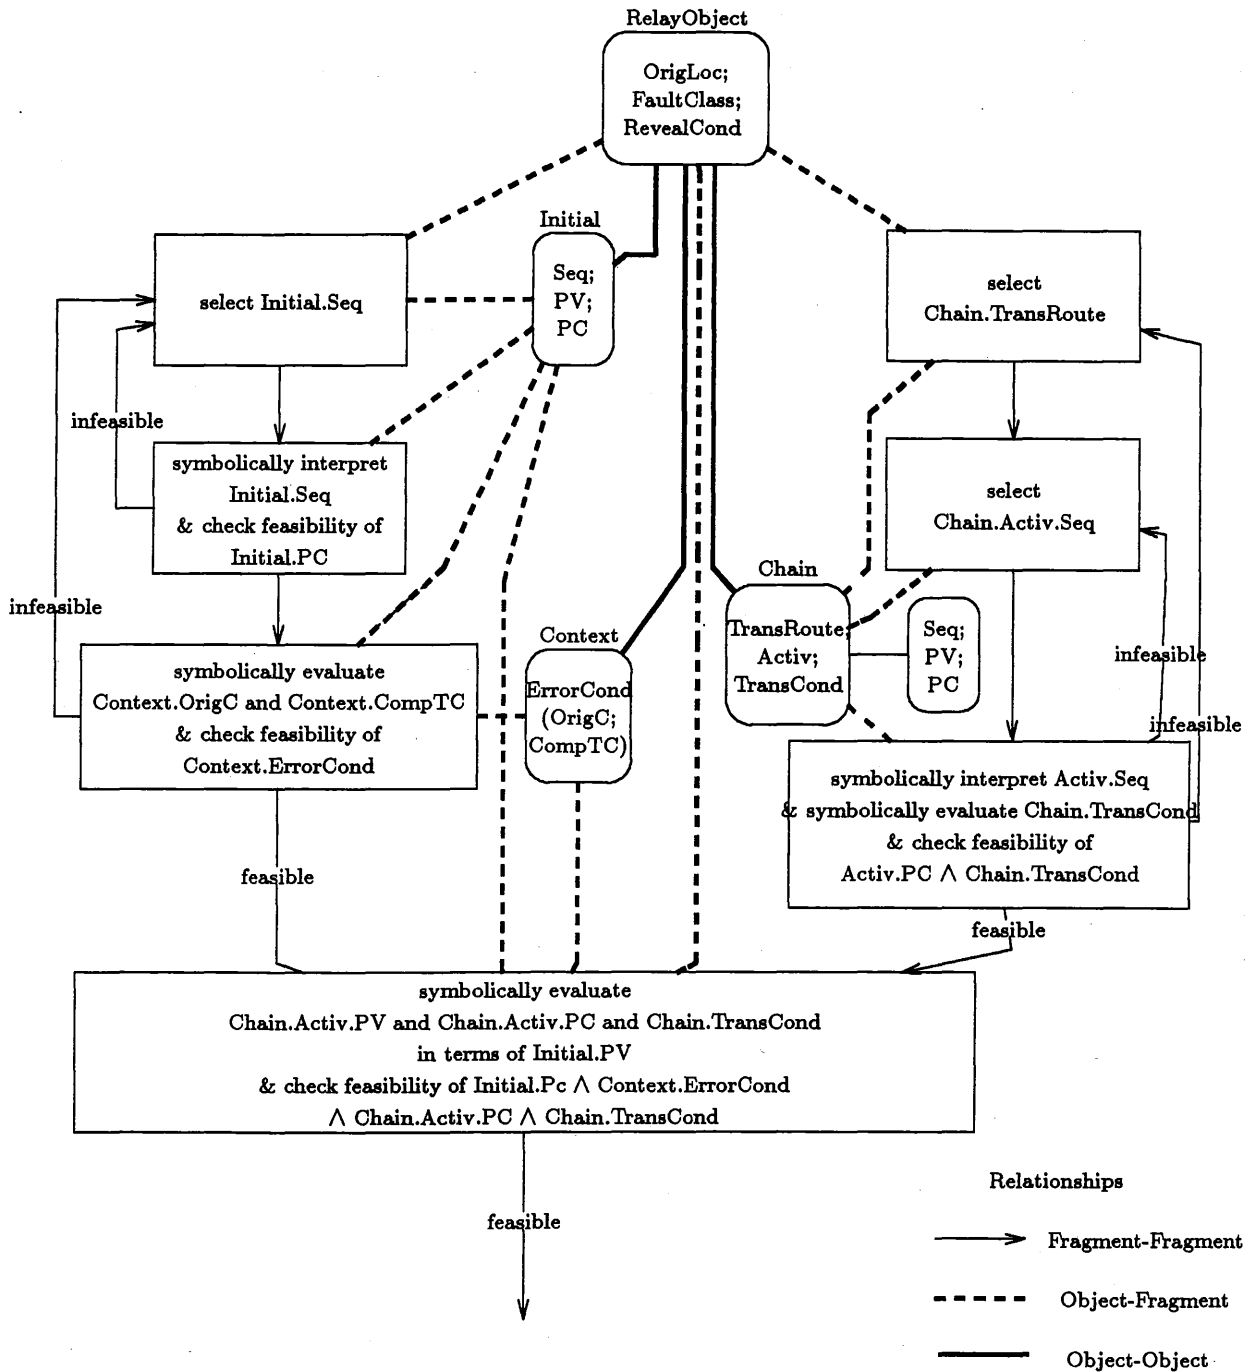 RelayObject
OrigLoc;
FaultClass;
RevealCond
Initial
Seq;
PV;
PC
select Initial.Seq
select
Chain.TransRoute
infeasible
symbolically interpret
Initial.Seq
& check feasibility of
Initial.PC
select
Chain.Activ.Seq
infeasible
Chain
TransRoute;
Activ;
TransCond
Seq;
PV;
PC
Context
ErrorCond
(OrigC;
CompTC)
symbolically evaluate
Context.OrigC and Context.CompTC
& check feasibility of
Context.ErrorCond
infeasible
infeasible
symbolically interpret Activ.Seq
& symbolically evaluate Chain.TransCond
& check feasibility of
Activ.PC ∧ Chain.TransCond
feasible
feasible
symbolically evaluate
Chain.Activ.PV and Chain.Activ.PC and Chain.TransCond
in terms of Initial.PV
& check feasibility of Initial.Pc ∧ Context.ErrorCond
∧ Chain.Activ.PC ∧ Chain.TransCond
feasible
Relationships
Fragment-Fragment
Object-Fragment
Object-Object